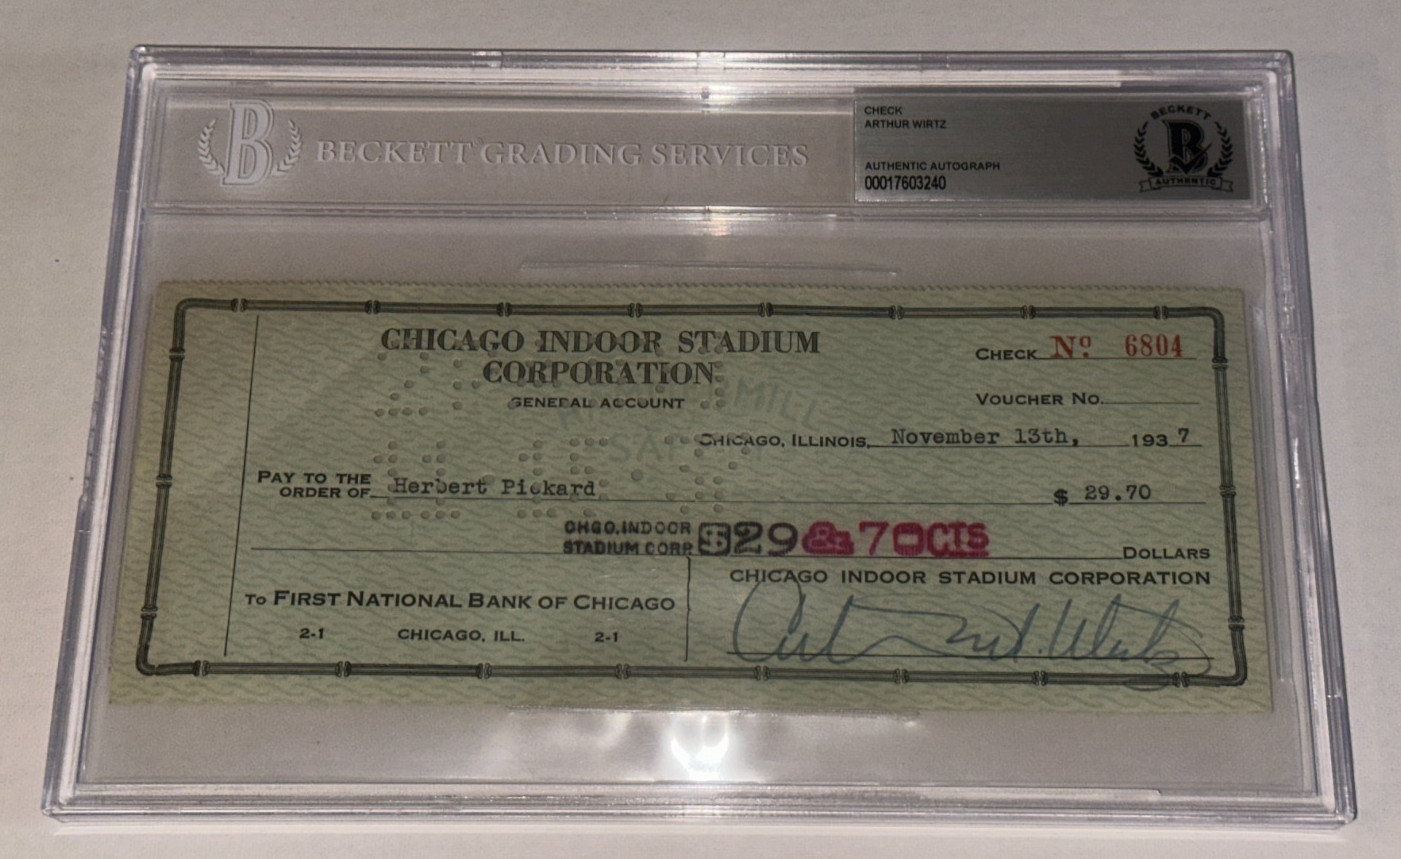 BECKETT GRADING SERVICES
CHECK
ARTHUR WIRTZ
AUTHENTIC AUTOGRAPH
00017603240
BECKETT
B
AUTHENTIC
CHICAGO INDOOR STADIUM
CORPORATION
GENERAL ACCOUNT
CHECK Nº 6804
VOUCHER NO.
CHICAGO, ILLINOIS, November 13th, 1937
PAY TO THE
ORDER OF Herbert Pickard $ 29.70
CHGO. INDOOR
STADIUM CORP. $29&70CTS DOLLARS
CHICAGO INDOOR STADIUM CORPORATION
TO FIRST NATIONAL BANK OF CHICAGO
2-1 CHICAGO, ILL. 2-1
Arthur M. Wirtz